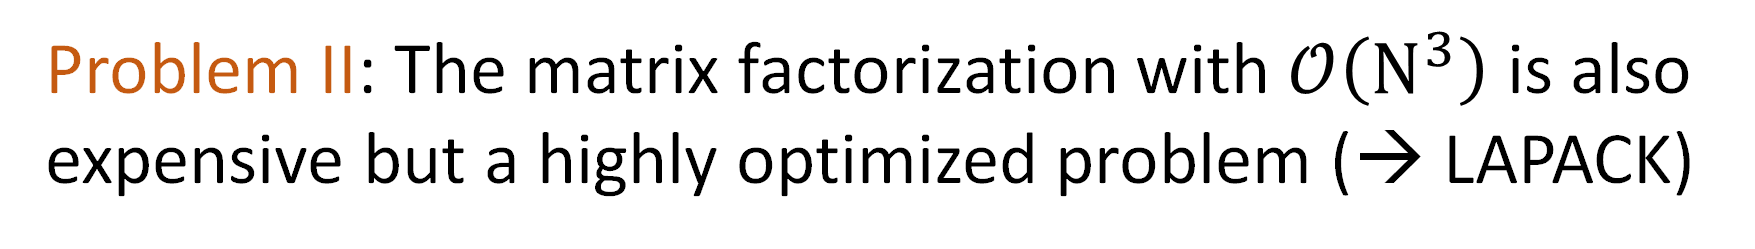 Problem II: The matrix factorization with 𝒪(N³) is also
expensive but a highly optimized problem (→ LAPACK)